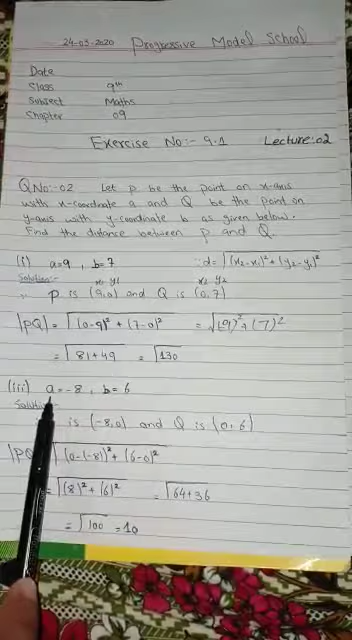 24-03-2020 Progressive Model School
Date
Class 9th
Subject Maths
Chapter 09
Exercise No:- 9.1 Lecture:02
Q.No:-02 Let P be the point on x-axis
with x-coordinate a and Q be the point on
y-axis with y-coordinate b as given below.
Find the distance between P and Q.
(i) a=9, b=7 ∵d=√(x₂-x₁)²+(y₂-y₁)²
Solution:- x₁ y₁ x₂ y₂
P is (9,0) and Q is (0,7)
|PQ| = √(0-9)²+(7-0)² = √(-9)²+(7)²
= √81+49 = √130
(iii) a=-8, b=6
is (-8,0) and Q is (0,6)
√(0-(-8))²+(6-0)²
= √(8)²+(6)² = √64+36
= √100 = 10